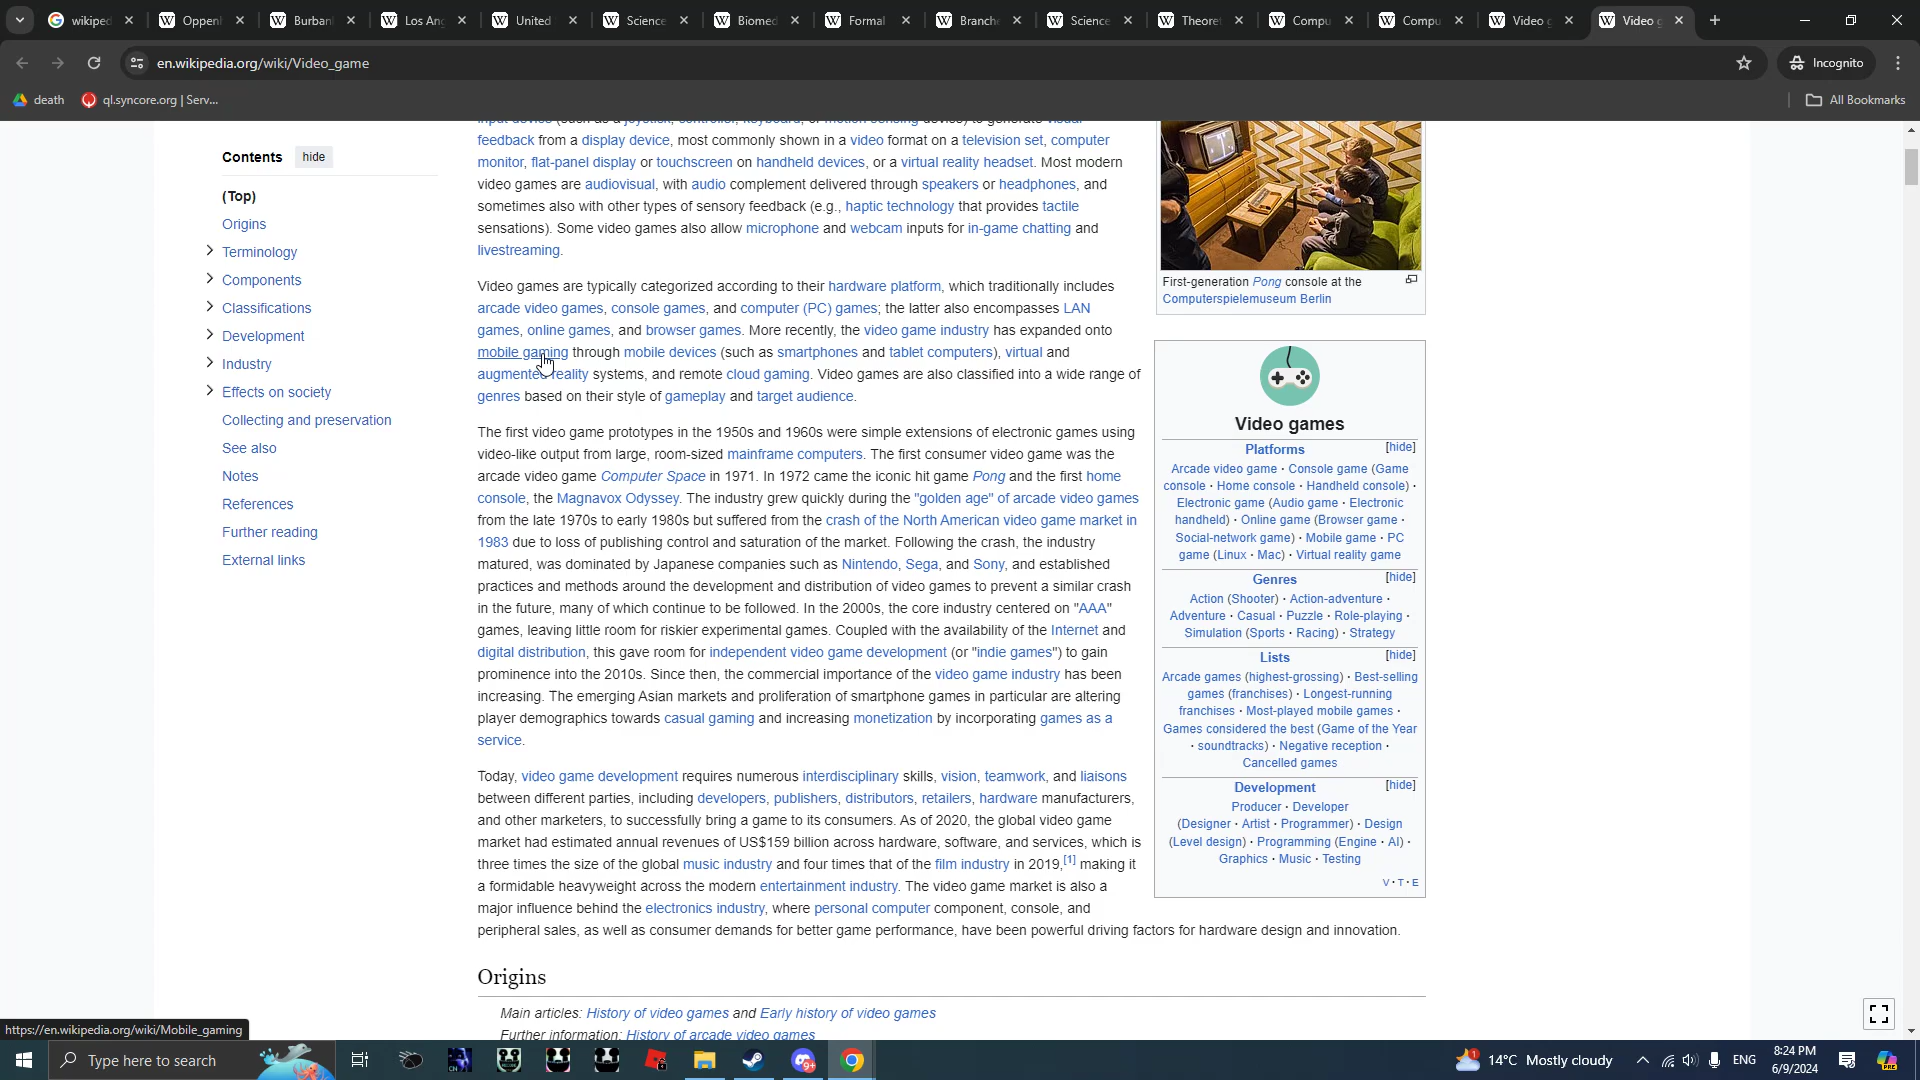 wikiped
Oppenh
Burban
Los Ang
United
Science
Biomed
Formal
Branche
Science
Theoret
Compu
Compu
Video g
Video g
en.wikipedia.org/wiki/Video_game
Incognito
death
ql.syncore.org | Serv...
All Bookmarks
Contents hide
(Top)
Origins
Terminology
Components
Classifications
Development
Industry
Effects on society
Collecting and preservation
See also
Notes
References
Further reading
External links
input device (such as a joystick, controller, keyboard, or motion sensing device) to generate visual
feedback from a display device, most commonly shown in a video format on a television set, computer
monitor, flat-panel display or touchscreen on handheld devices, or a virtual reality headset. Most modern
video games are audiovisual, with audio complement delivered through speakers or headphones, and
sometimes also with other types of sensory feedback (e.g., haptic technology that provides tactile
sensations). Some video games also allow microphone and webcam inputs for in-game chatting and
livestreaming.
Video games are typically categorized according to their hardware platform, which traditionally includes
arcade video games, console games, and computer (PC) games; the latter also encompasses LAN
games, online games, and browser games. More recently, the video game industry has expanded onto
mobile gaming through mobile devices (such as smartphones and tablet computers), virtual and
augmented reality systems, and remote cloud gaming. Video games are also classified into a wide range of
genres based on their style of gameplay and target audience.
The first video game prototypes in the 1950s and 1960s were simple extensions of electronic games using
video-like output from large, room-sized mainframe computers. The first consumer video game was the
arcade video game Computer Space in 1971. In 1972 came the iconic hit game Pong and the first home
console, the Magnavox Odyssey. The industry grew quickly during the "golden age" of arcade video games
from the late 1970s to early 1980s but suffered from the crash of the North American video game market in
1983 due to loss of publishing control and saturation of the market. Following the crash, the industry
matured, was dominated by Japanese companies such as Nintendo, Sega, and Sony, and established
practices and methods around the development and distribution of video games to prevent a similar crash
in the future, many of which continue to be followed. In the 2000s, the core industry centered on "AAA"
games, leaving little room for riskier experimental games. Coupled with the availability of the Internet and
digital distribution, this gave room for independent video game development (or "indie games") to gain
prominence into the 2010s. Since then, the commercial importance of the video game industry has been
increasing. The emerging Asian markets and proliferation of smartphone games in particular are altering
player demographics towards casual gaming and increasing monetization by incorporating games as a
service.
Today, video game development requires numerous interdisciplinary skills, vision, teamwork, and liaisons
between different parties, including developers, publishers, distributors, retailers, hardware manufacturers,
and other marketers, to successfully bring a game to its consumers. As of 2020, the global video game
market had estimated annual revenues of US$159 billion across hardware, software, and services, which is
three times the size of the global music industry and four times that of the film industry in 2019,[1] making it
a formidable heavyweight across the modern entertainment industry. The video game market is also a
major influence behind the electronics industry, where personal computer component, console, and
peripheral sales, as well as consumer demands for better game performance, have been powerful driving factors for hardware design and innovation.
Origins
Main articles: History of video games and Early history of video games
Further information: History of arcade video games
First-generation Pong console at the
Computerspielemuseum Berlin
Video games
Platforms [hide]
Arcade video game · Console game (Game
console · Home console · Handheld console) ·
Electronic game (Audio game · Electronic
handheld) · Online game (Browser game ·
Social-network game) · Mobile game · PC
game (Linux · Mac) · Virtual reality game
Genres [hide]
Action (Shooter) · Action-adventure ·
Adventure · Casual · Puzzle · Role-playing ·
Simulation (Sports · Racing) · Strategy
Lists [hide]
Arcade games (highest-grossing) · Best-selling
games (franchises) · Longest-running
franchises · Most-played mobile games ·
Games considered the best (Game of the Year
· soundtracks) · Negative reception ·
Cancelled games
Development [hide]
Producer · Developer
(Designer · Artist · Programmer) · Design
(Level design) · Programming (Engine · AI) ·
Graphics · Music · Testing
V · T · E
https://en.wikipedia.org/wiki/Mobile_gaming
Type here to search
9+
1
14°C Mostly cloudy
ENG
8:24 PM
6/9/2024
PRE